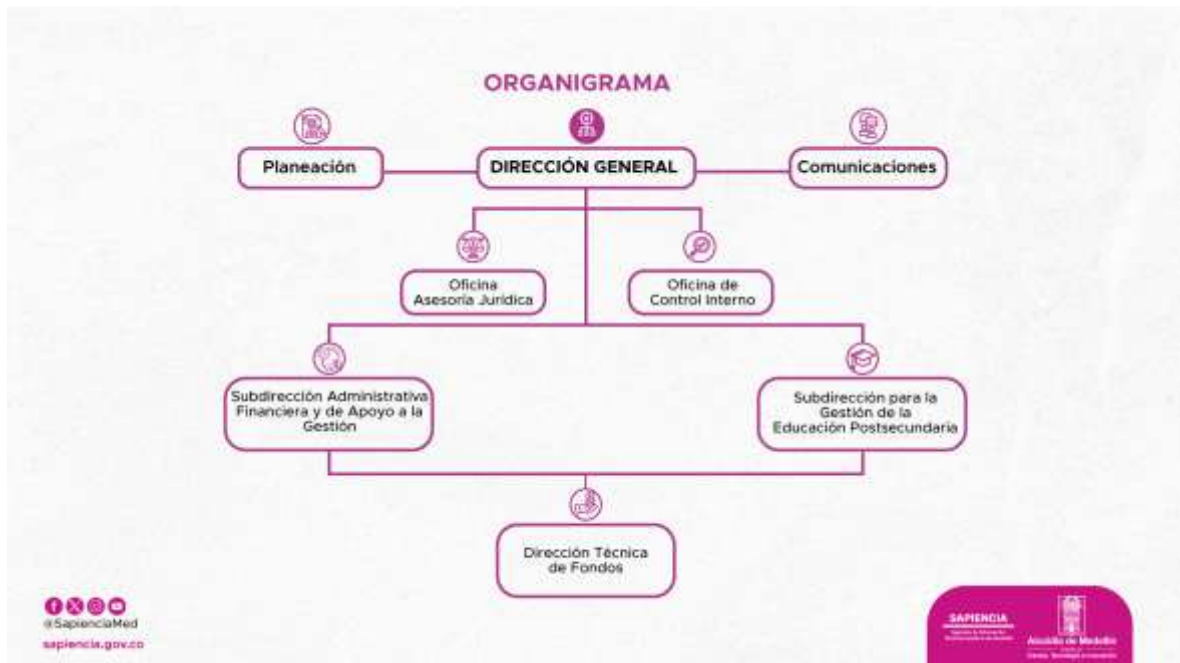 ORGANIGRAMA
Planeación
DIRECCIÓN GENERAL
Comunicaciones
Oficina
Asesoría Jurídica
Oficina de
Control Interno
Subdirección Administrativa
Financiera y de Apoyo a la
Gestión
Subdirección para la
Gestión de la
Educación Postsecundaria
Dirección Técnica
de Fondos
@SapienciaMed
sapiencia.gov.co
SAPIENCIA
Alcaldía de Medellín